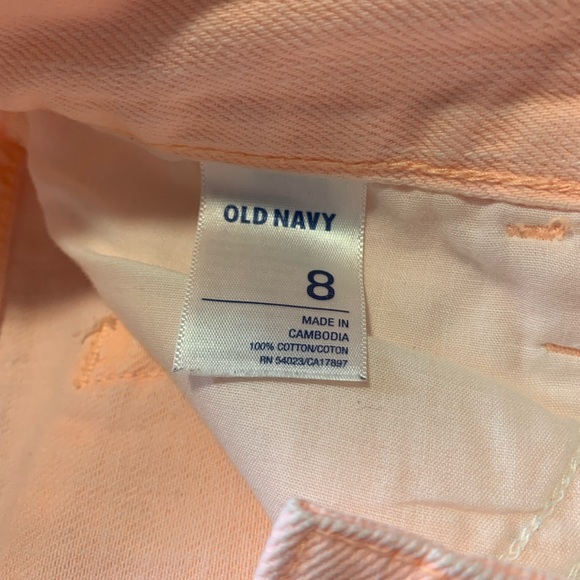 OLD NAVY
8
MADE IN
CAMBODIA
100% COTTON/COTON
RN 54023/CA17897